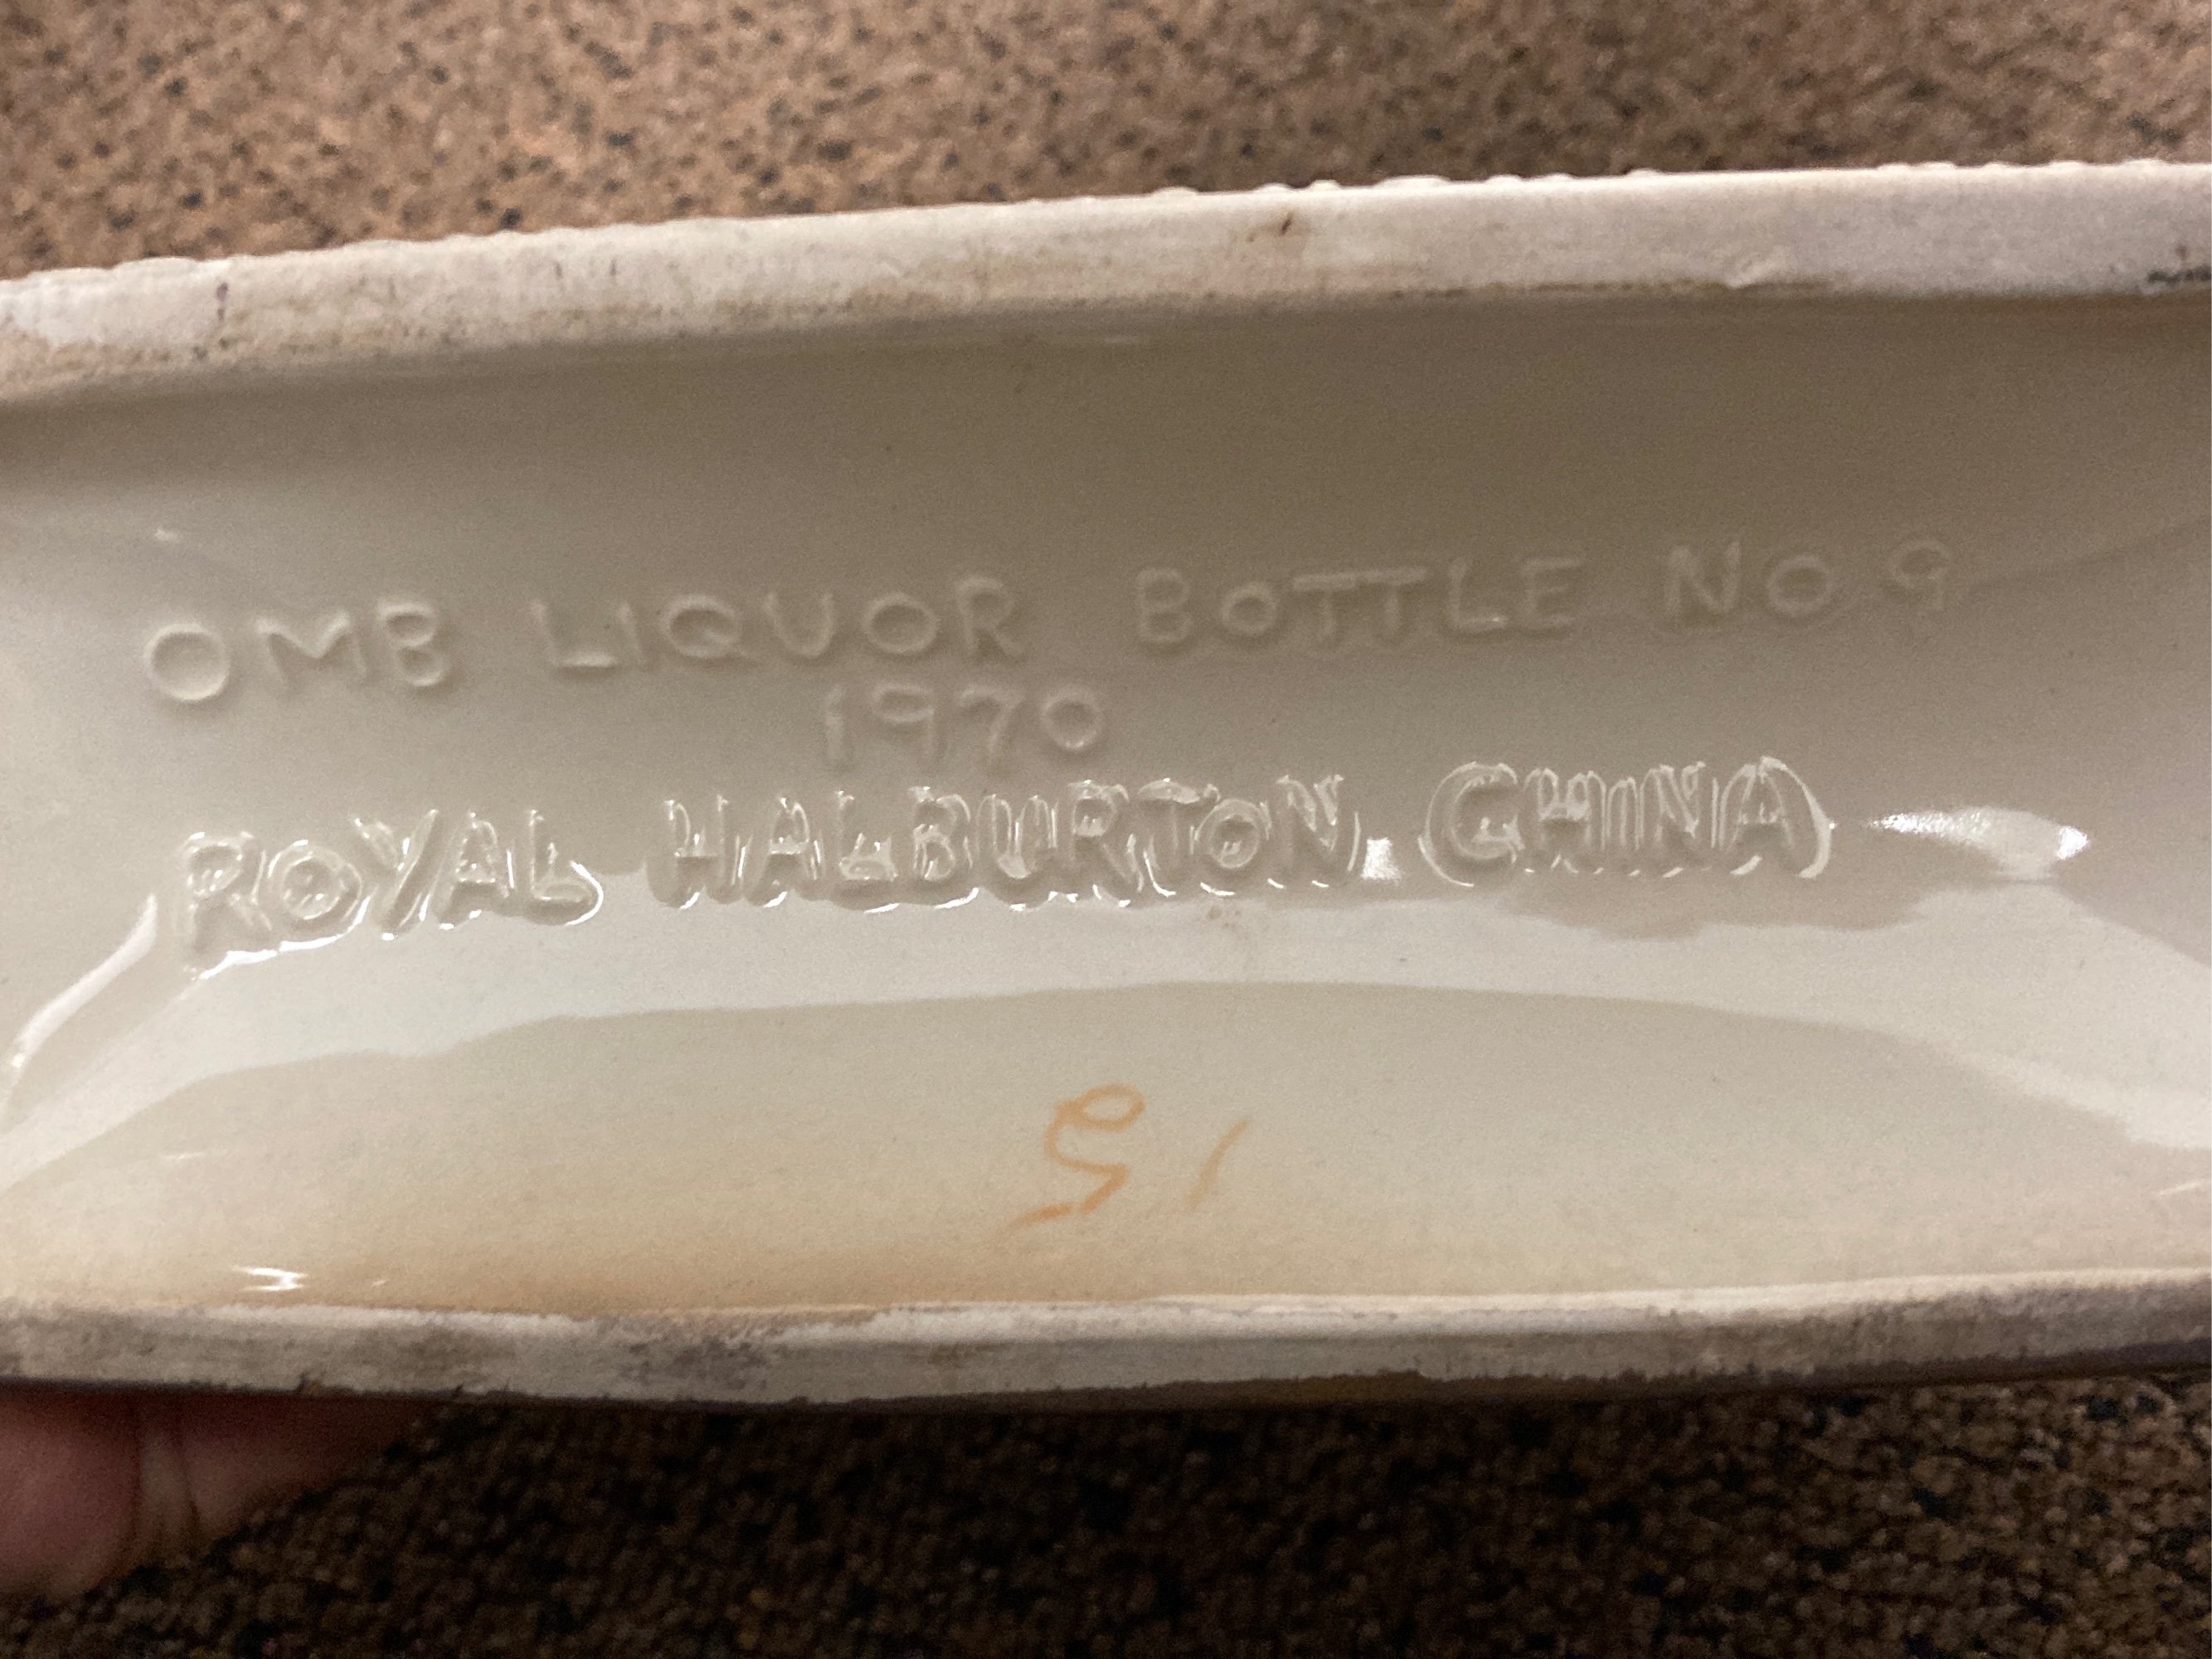 OMB LIQUOR BOTTLE NO 9
1970
ROYAL HALBURTON CHINA